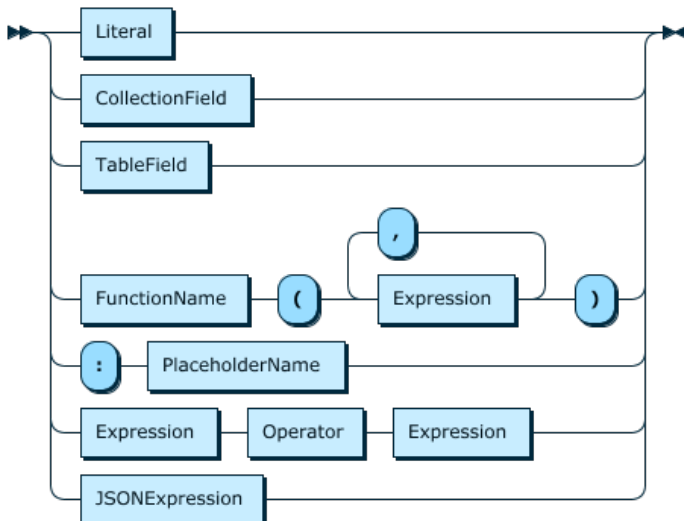 Literal
CollectionField
TableField
,
FunctionName ( Expression )
: PlaceholderName
Expression Operator Expression
JSONExpression